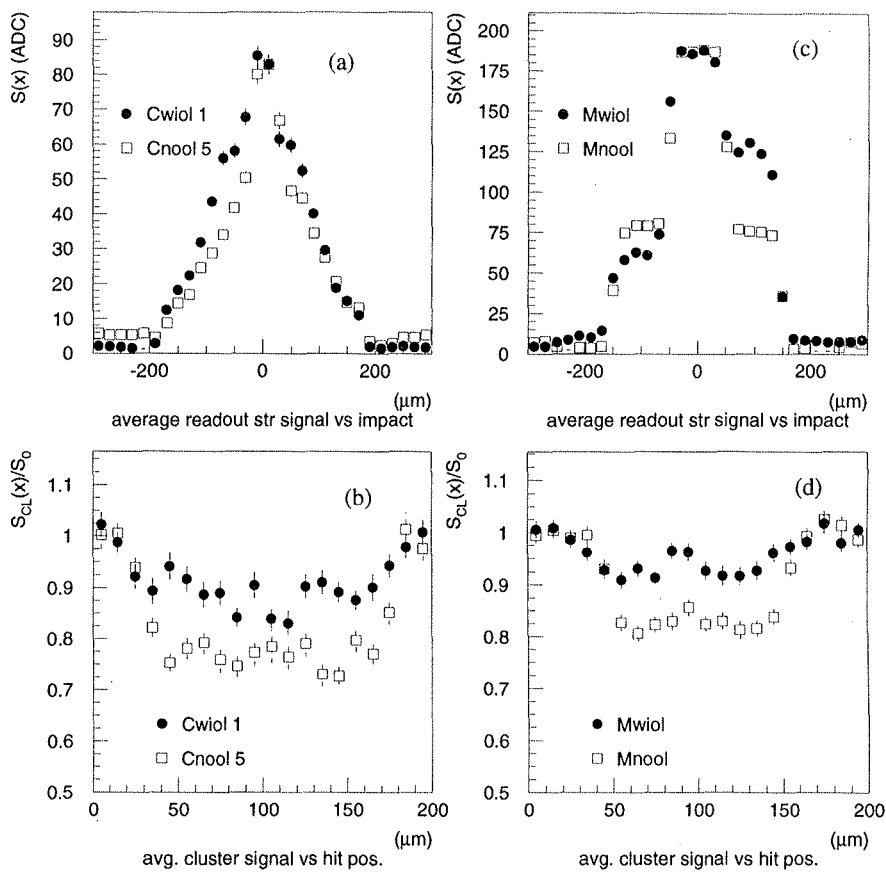 S(x) (ADC)
90
80
70
60
50
40
30
20
10
0
(a)
Cwiol 1
Cnool 5
-200
0
200
(μm)
average readout str signal vs impact
S(x) (ADC)
200
175
150
125
100
75
50
25
0
(c)
Mwiol
Mnool
-200
0
200
(μm)
average readout str signal vs impact
S_CL(x)/S_0
1.1
1
0.9
0.8
0.7
0.6
0.5
(b)
Cwiol 1
Cnool 5
0
50
100
150
200
(μm)
avg. cluster signal vs hit pos.
S_CL(x)/S_0
1.1
1
0.9
0.8
0.7
0.6
0.5
(d)
Mwiol
Mnool
0
50
100
150
200
(μm)
avg. cluster signal vs hit pos.